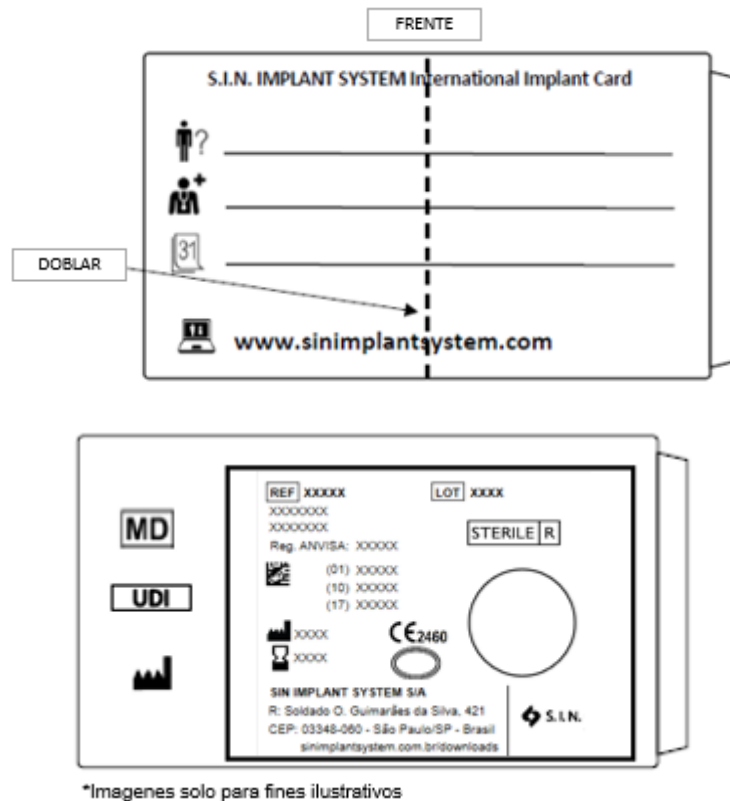 FRENTE
S.I.N. IMPLANT SYSTEM International Implant Card
?
31
DOBLAR
www.sinimplantsystem.com
MD
UDI
REF XXXXX
LOT XXXX
XXXXXXX
XXXXXXX
STERILE R
Reg. ANVISA: XXXXX
(01) XXXXX
(10) XXXXX
(17) XXXXX
XXXX
CE2460
XXXX
SIN IMPLANT SYSTEM S/A
R: Soldado O. Guimarães da Silva, 421
CEP: 03348-060 - São Paulo/SP - Brasil
sinimplantsystem.com.br/downloads
S.I.N.
*Imagenes solo para fines ilustrativos